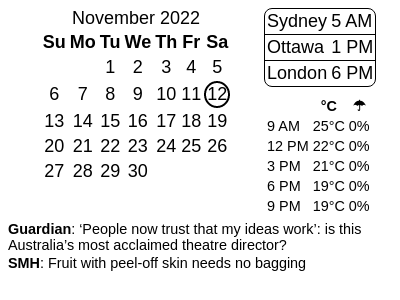 November 2022
Su Mo Tu We Th Fr Sa
1 2 3 4 5
6 7 8 9 10 11 12
13 14 15 16 17 18 19
20 21 22 23 24 25 26
27 28 29 30
Sydney 5 AM
Ottawa 1 PM
London 6 PM
°C ☂
9 AM 25°C 0%
12 PM 22°C 0%
3 PM 21°C 0%
6 PM 19°C 0%
9 PM 19°C 0%
Guardian: ‘People now trust that my ideas work’: is this
Australia’s most acclaimed theatre director?
SMH: Fruit with peel-off skin needs no bagging